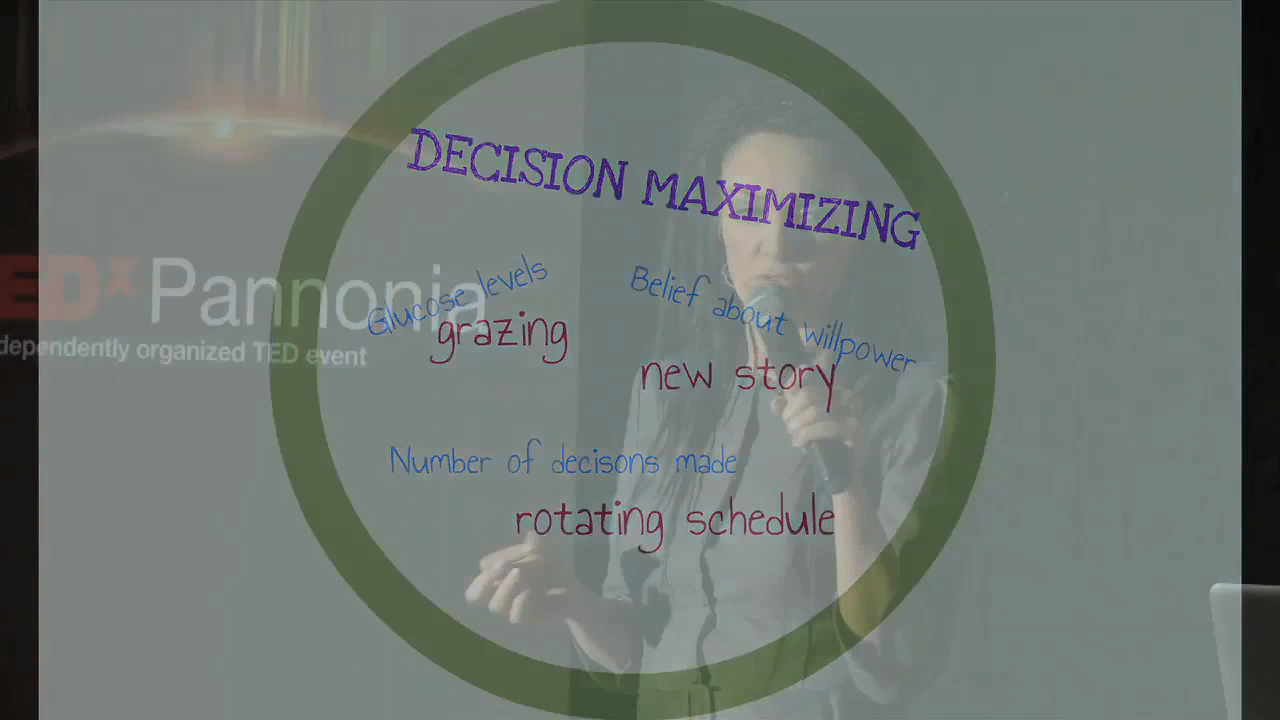 DECISION MAXIMIZING
Glucose levels
grazing
Belief about willpower
new story
Number of decisons made
rotating schedule
EDx Pannonia
dependently organized TED event